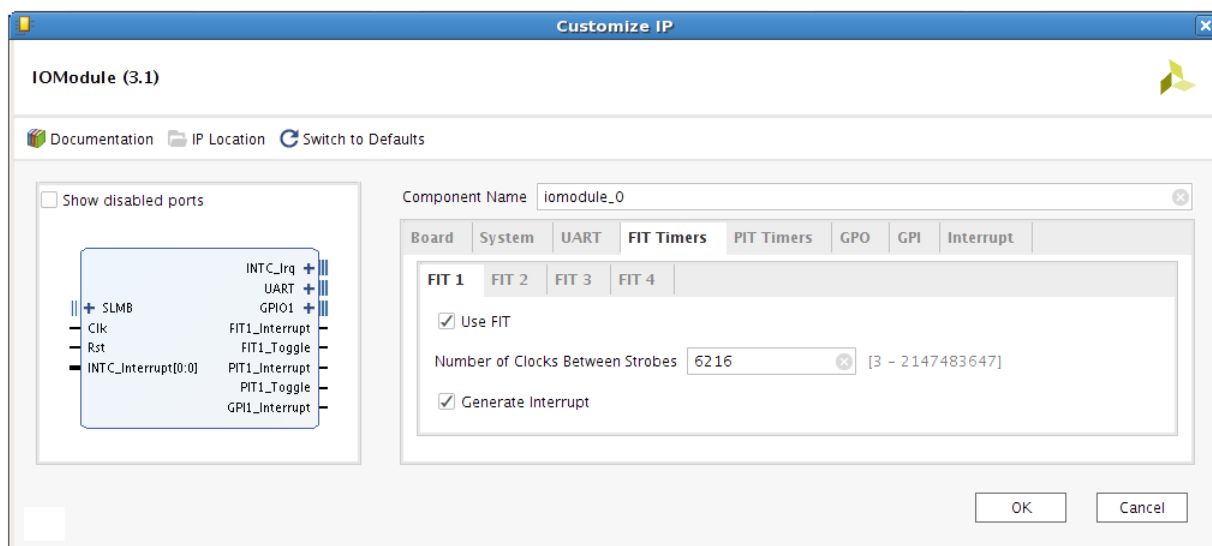 Customize IP
IOModule (3.1)
Documentation IP Location Switch to Defaults
Show disabled ports
INTC_Irq
UART
SLMB GPIO1
Clk FIT1_Interrupt
Rst FIT1_Toggle
INTC_Interrupt[0:0] PIT1_Interrupt
PIT1_Toggle
GPI1_Interrupt
Component Name iomodule_0
Board System UART FIT Timers PIT Timers GPO GPI Interrupt
FIT 1 FIT 2 FIT 3 FIT 4
Use FIT
Number of Clocks Between Strobes 6216 [3 - 2147483647]
Generate Interrupt
OK Cancel